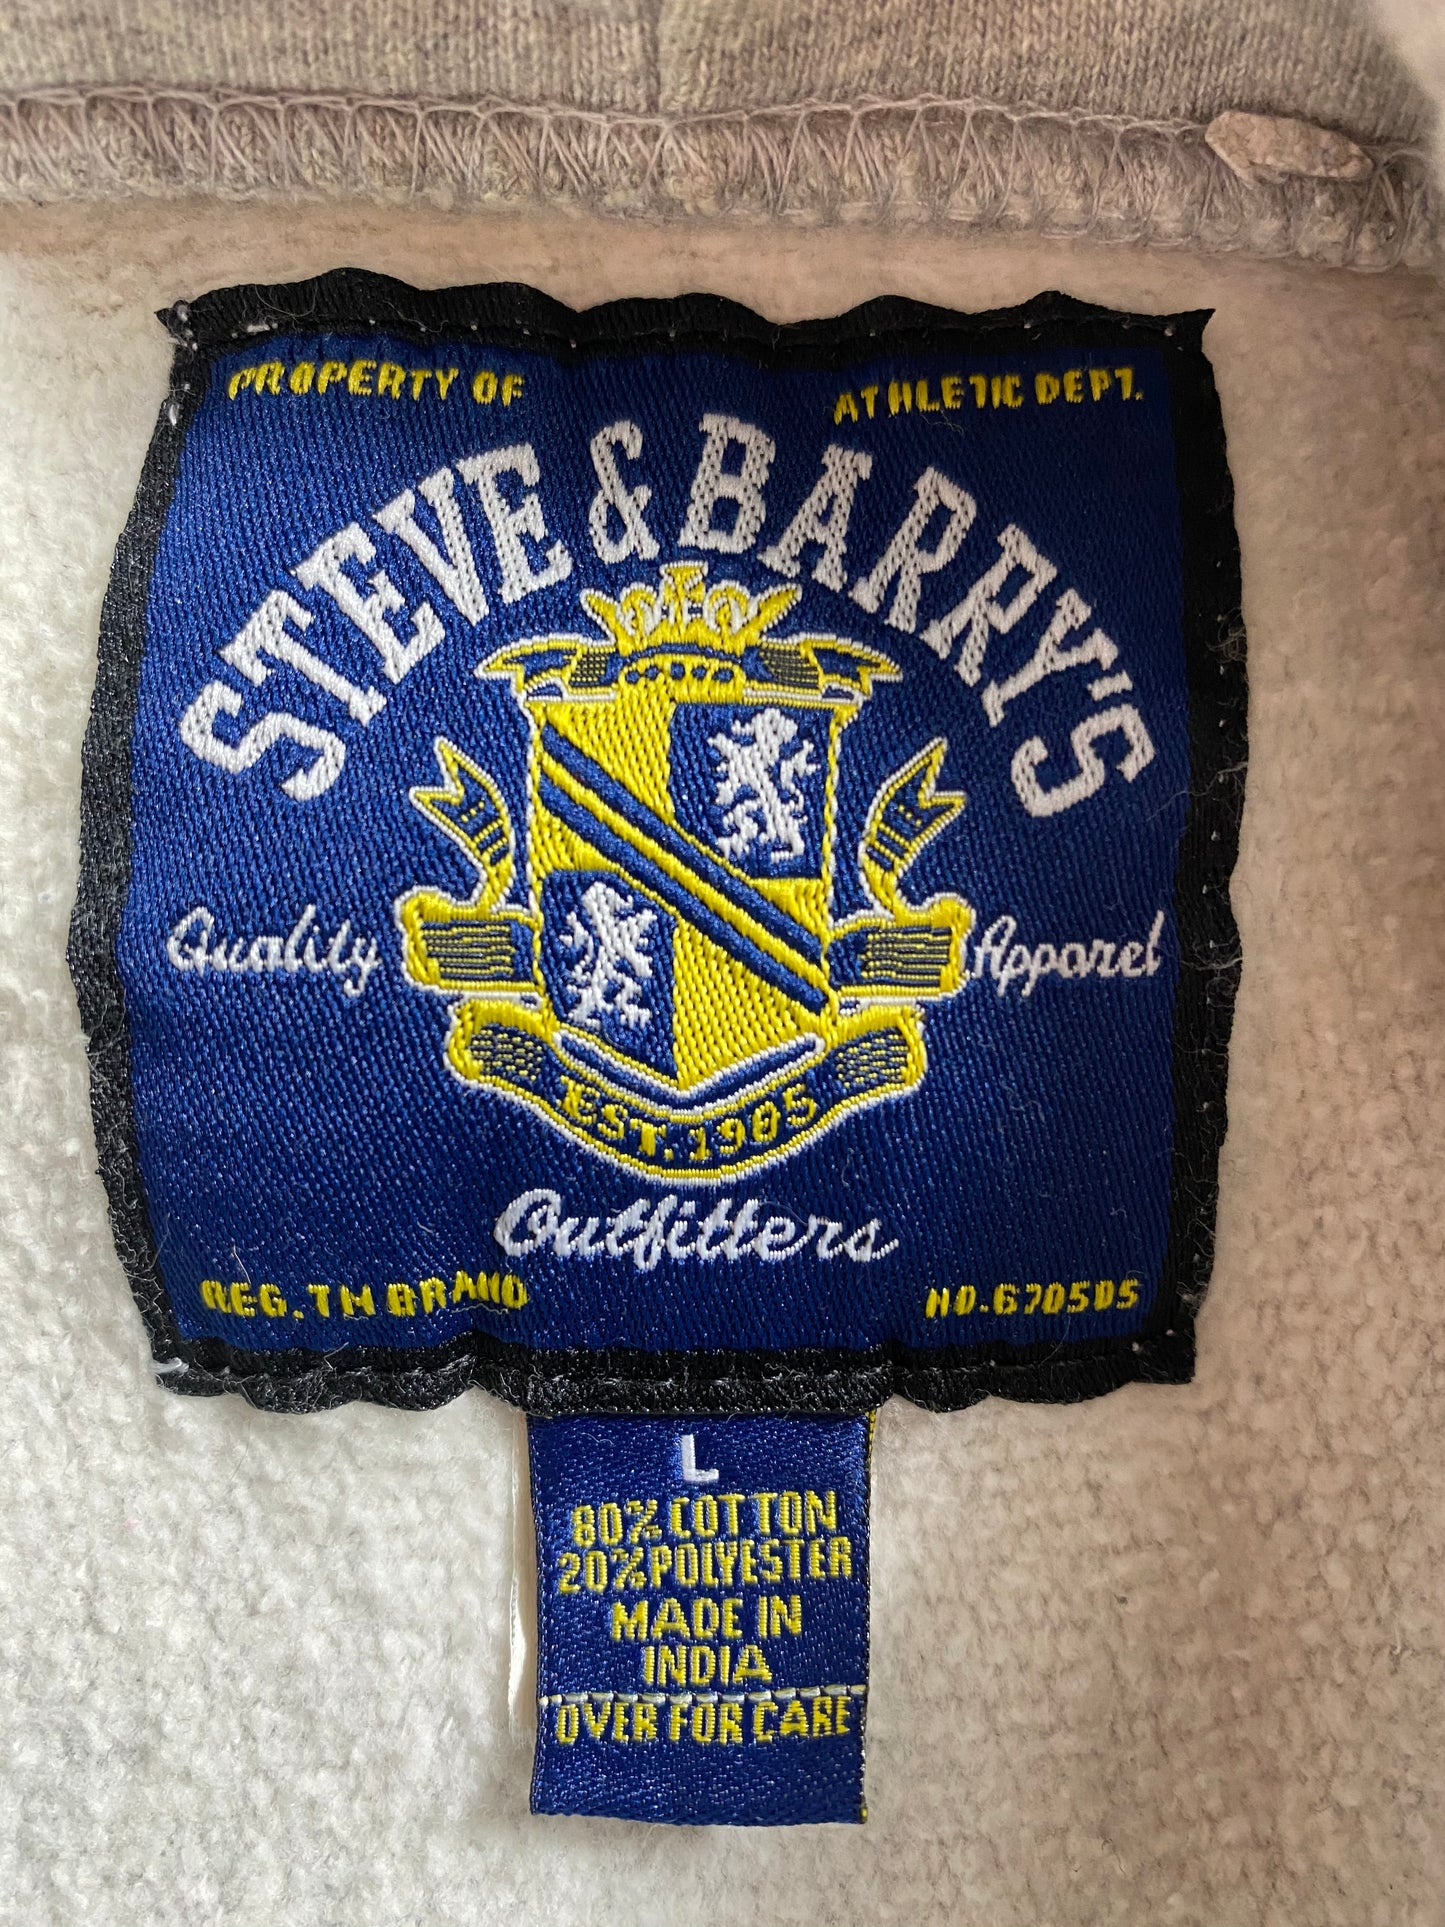 PROPERTY OF ATHLETIC DEPT.
STEVE & BARRY'S
Quality Apparel
EST. 1985
Outfitters
REG. TM BRAND NO. 670505
L
80% COTTON
20% POLYESTER
MADE IN
INDIA
OVER FOR CARE